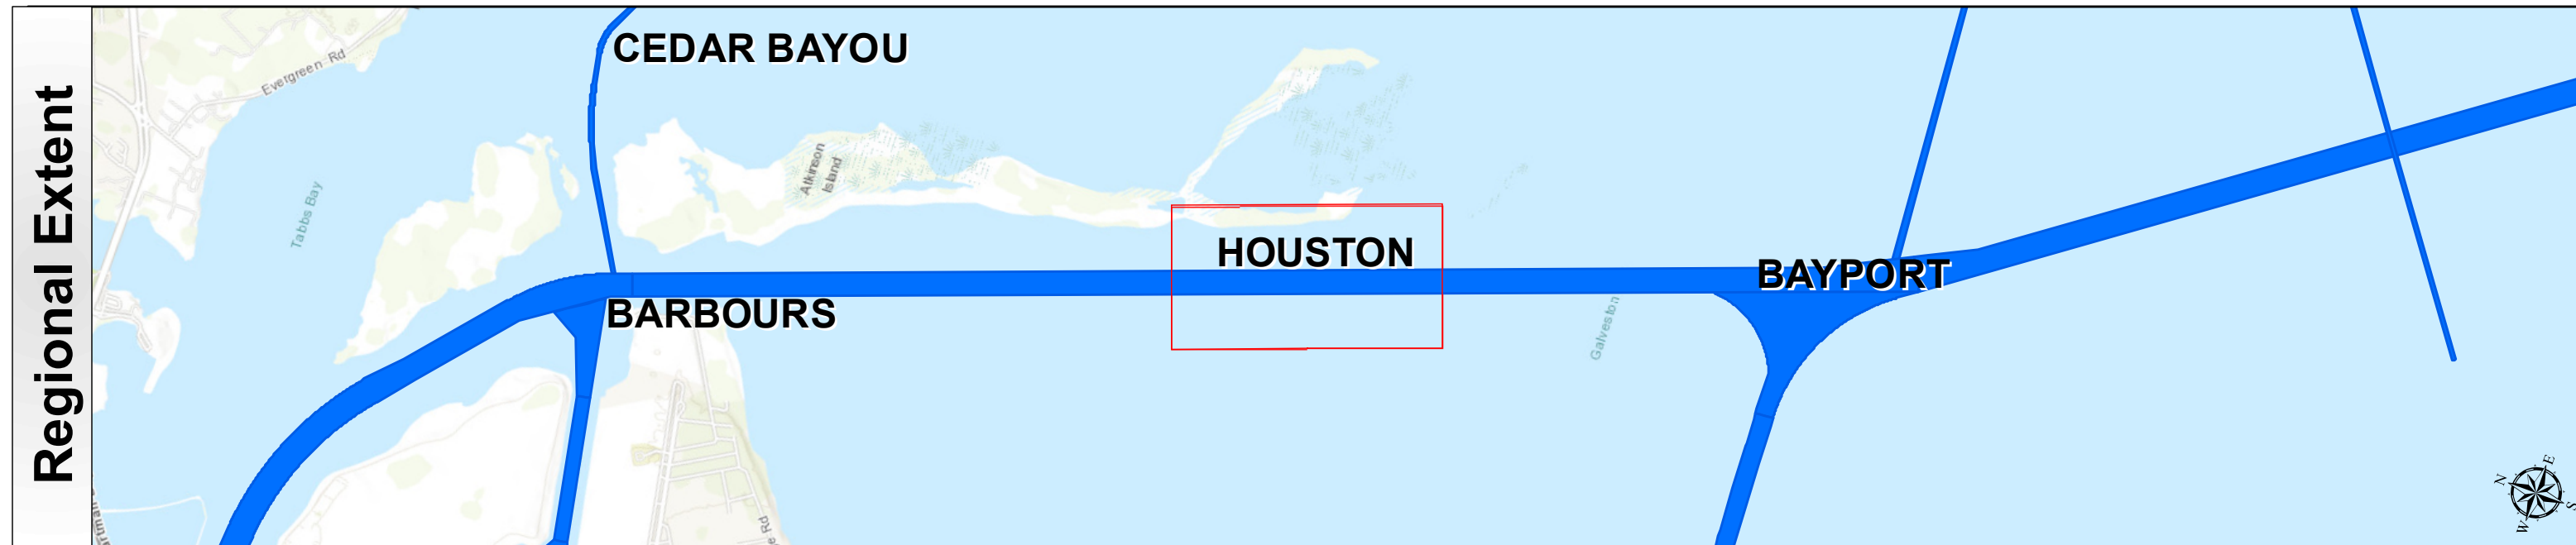 Regional Extent
CEDAR BAYOU
Evergreen Rd
Atkinson
Island
Tabbs Bay
HOUSTON
BAYPORT
BARBOURS
Galveston
N
E
S
W